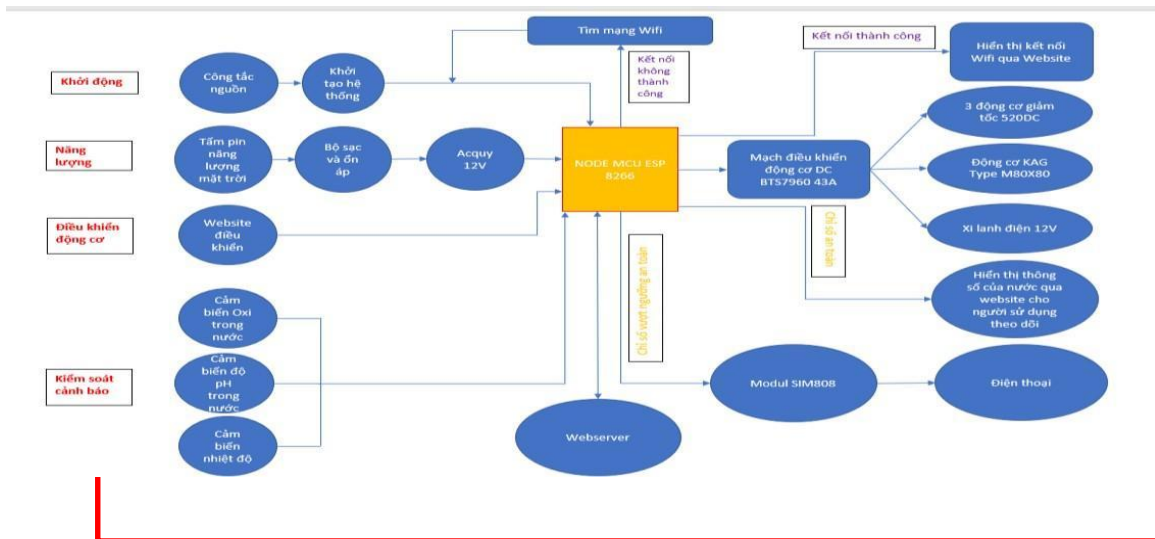 Tìm mạng Wifi
Kết nối thành công
Hiển thị kết nối
Wifi qua Website
Khởi động
Công tắc
nguồn
Khởi
tạo hệ
thống
Kết nối
không
thành
công
3 động cơ giảm
tốc 520DC
Năng
lượng
Tấm pin
năng
lượng
mặt trời
Bộ sạc
và ổn
áp
Acquy
12V
NODE MCU ESP
8266
Mạch điều khiển
động cơ DC
BTS7960 43A
Động cơ KAG
Type M80X80
Điều khiển
động cơ
Website
điều
khiển
Chỉ số an toàn
Xi lanh điện 12V
Chỉ số vượt ngưỡng an toàn
Hiển thị thông
số của nước qua
website cho
người sử dụng
theo dõi
Cảm
biến Oxi
trong
nước
Kiểm soát
cảnh báo
Cảm
biến độ
pH
trong
nước
Modul SIM808
Điện thoại
Cảm
biến
nhiệt độ
Webserver